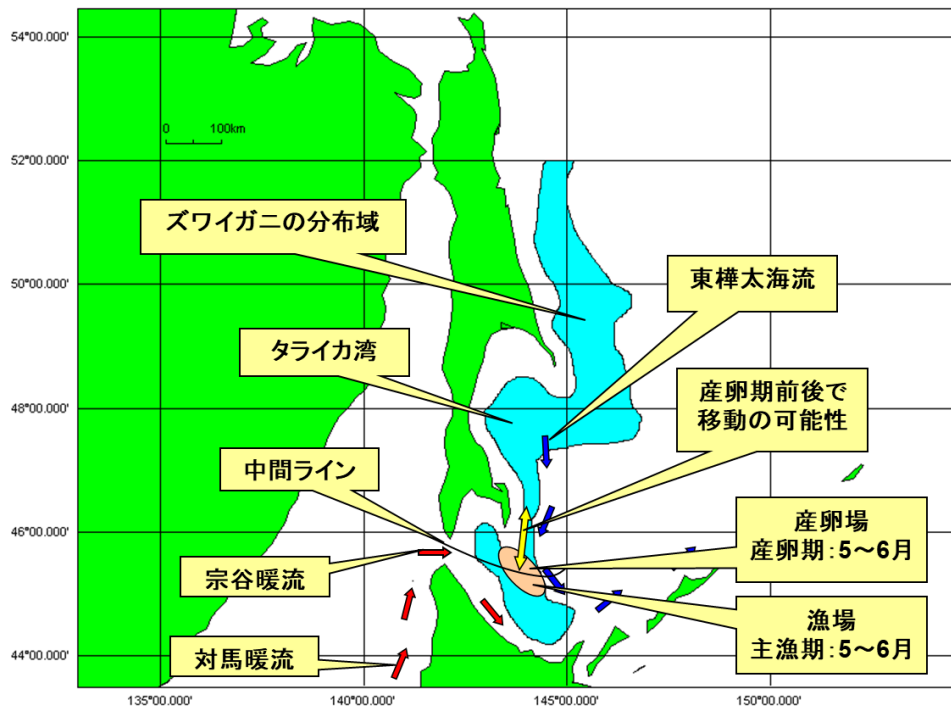 54°00.000'
0 100km
52°00.000'
ズワイガニの分布域
50°00.000'
東樺太海流
タライカ湾
48°00.000'
産卵期前後で
移動の可能性
中間ライン
46°00.000'
産卵場
産卵期:5～6月
宗谷暖流
漁場
主漁期:5～6月
対馬暖流
44°00.000'
135°00.000'
140°00.000'
145°00.000'
150°00.000'